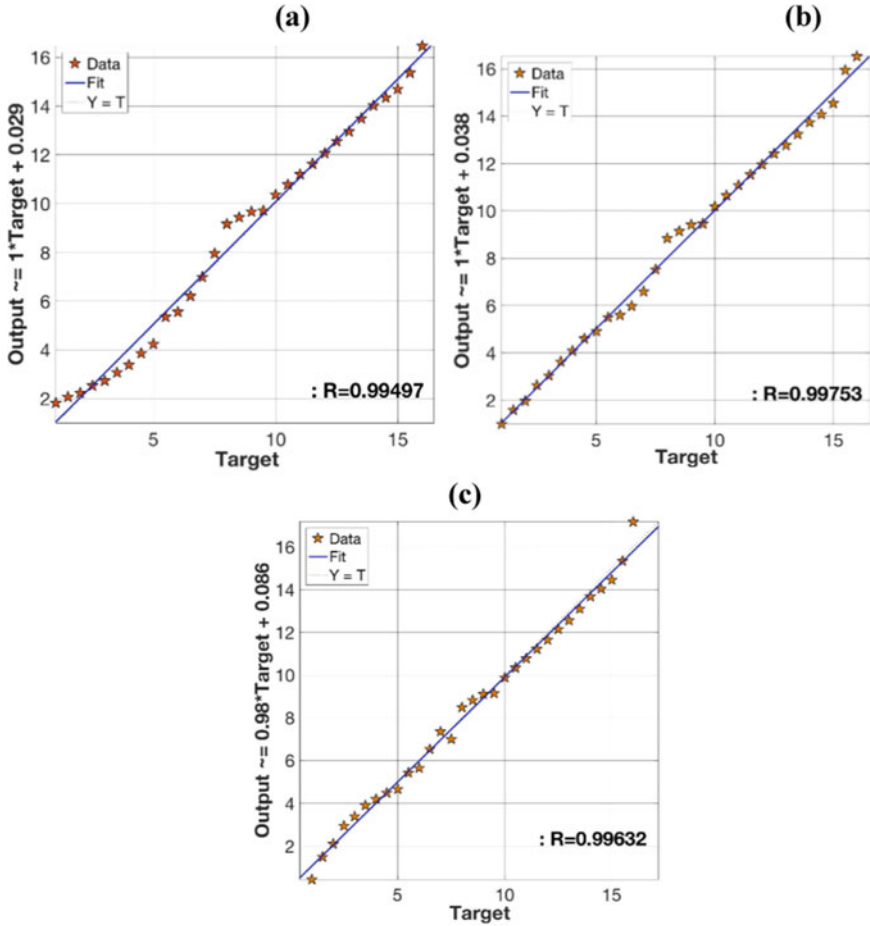 (a)
16
14
12
10
8
6
4
2
Data
Fit
Y = T
: R=0.99497
5
10
15
Target
Output ~= 1*Target + 0.029
(b)
16
14
12
10
8
6
4
2
Data
Fit
Y = T
: R=0.99753
5
10
15
Target
Output ~= 1*Target + 0.038
(c)
16
14
12
10
8
6
4
2
Data
Fit
Y = T
: R=0.99632
5
10
15
Target
Output ~= 0.98*Target + 0.086